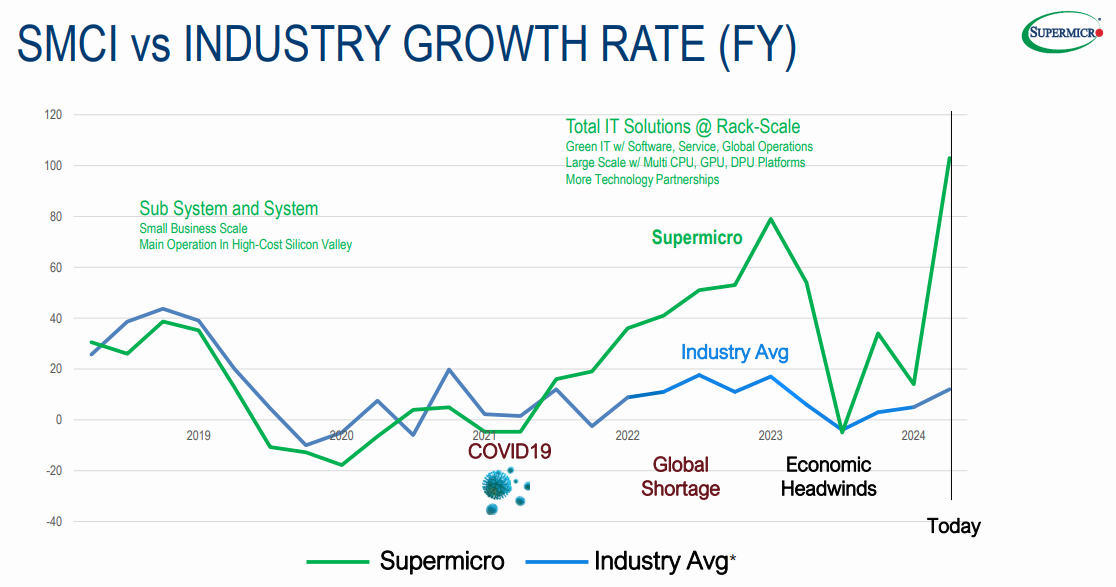 SMCI vs INDUSTRY GROWTH RATE (FY)
SUPERMICRO
120
100
80
60
40
20
0
-20
-40
Total IT Solutions @ Rack-Scale
Green IT w/ Software, Service, Global Operations
Large Scale w/ Multi CPU, GPU, DPU Platforms
More Technology Partnerships
Sub System and System
Small Business Scale
Main Operation In High-Cost Silicon Valley
Supermicro
Industry Avg
2019
2020
2021
2022
2023
2024
COVID19
Global
Shortage
Economic
Headwinds
Today
Supermicro
Industry Avg*